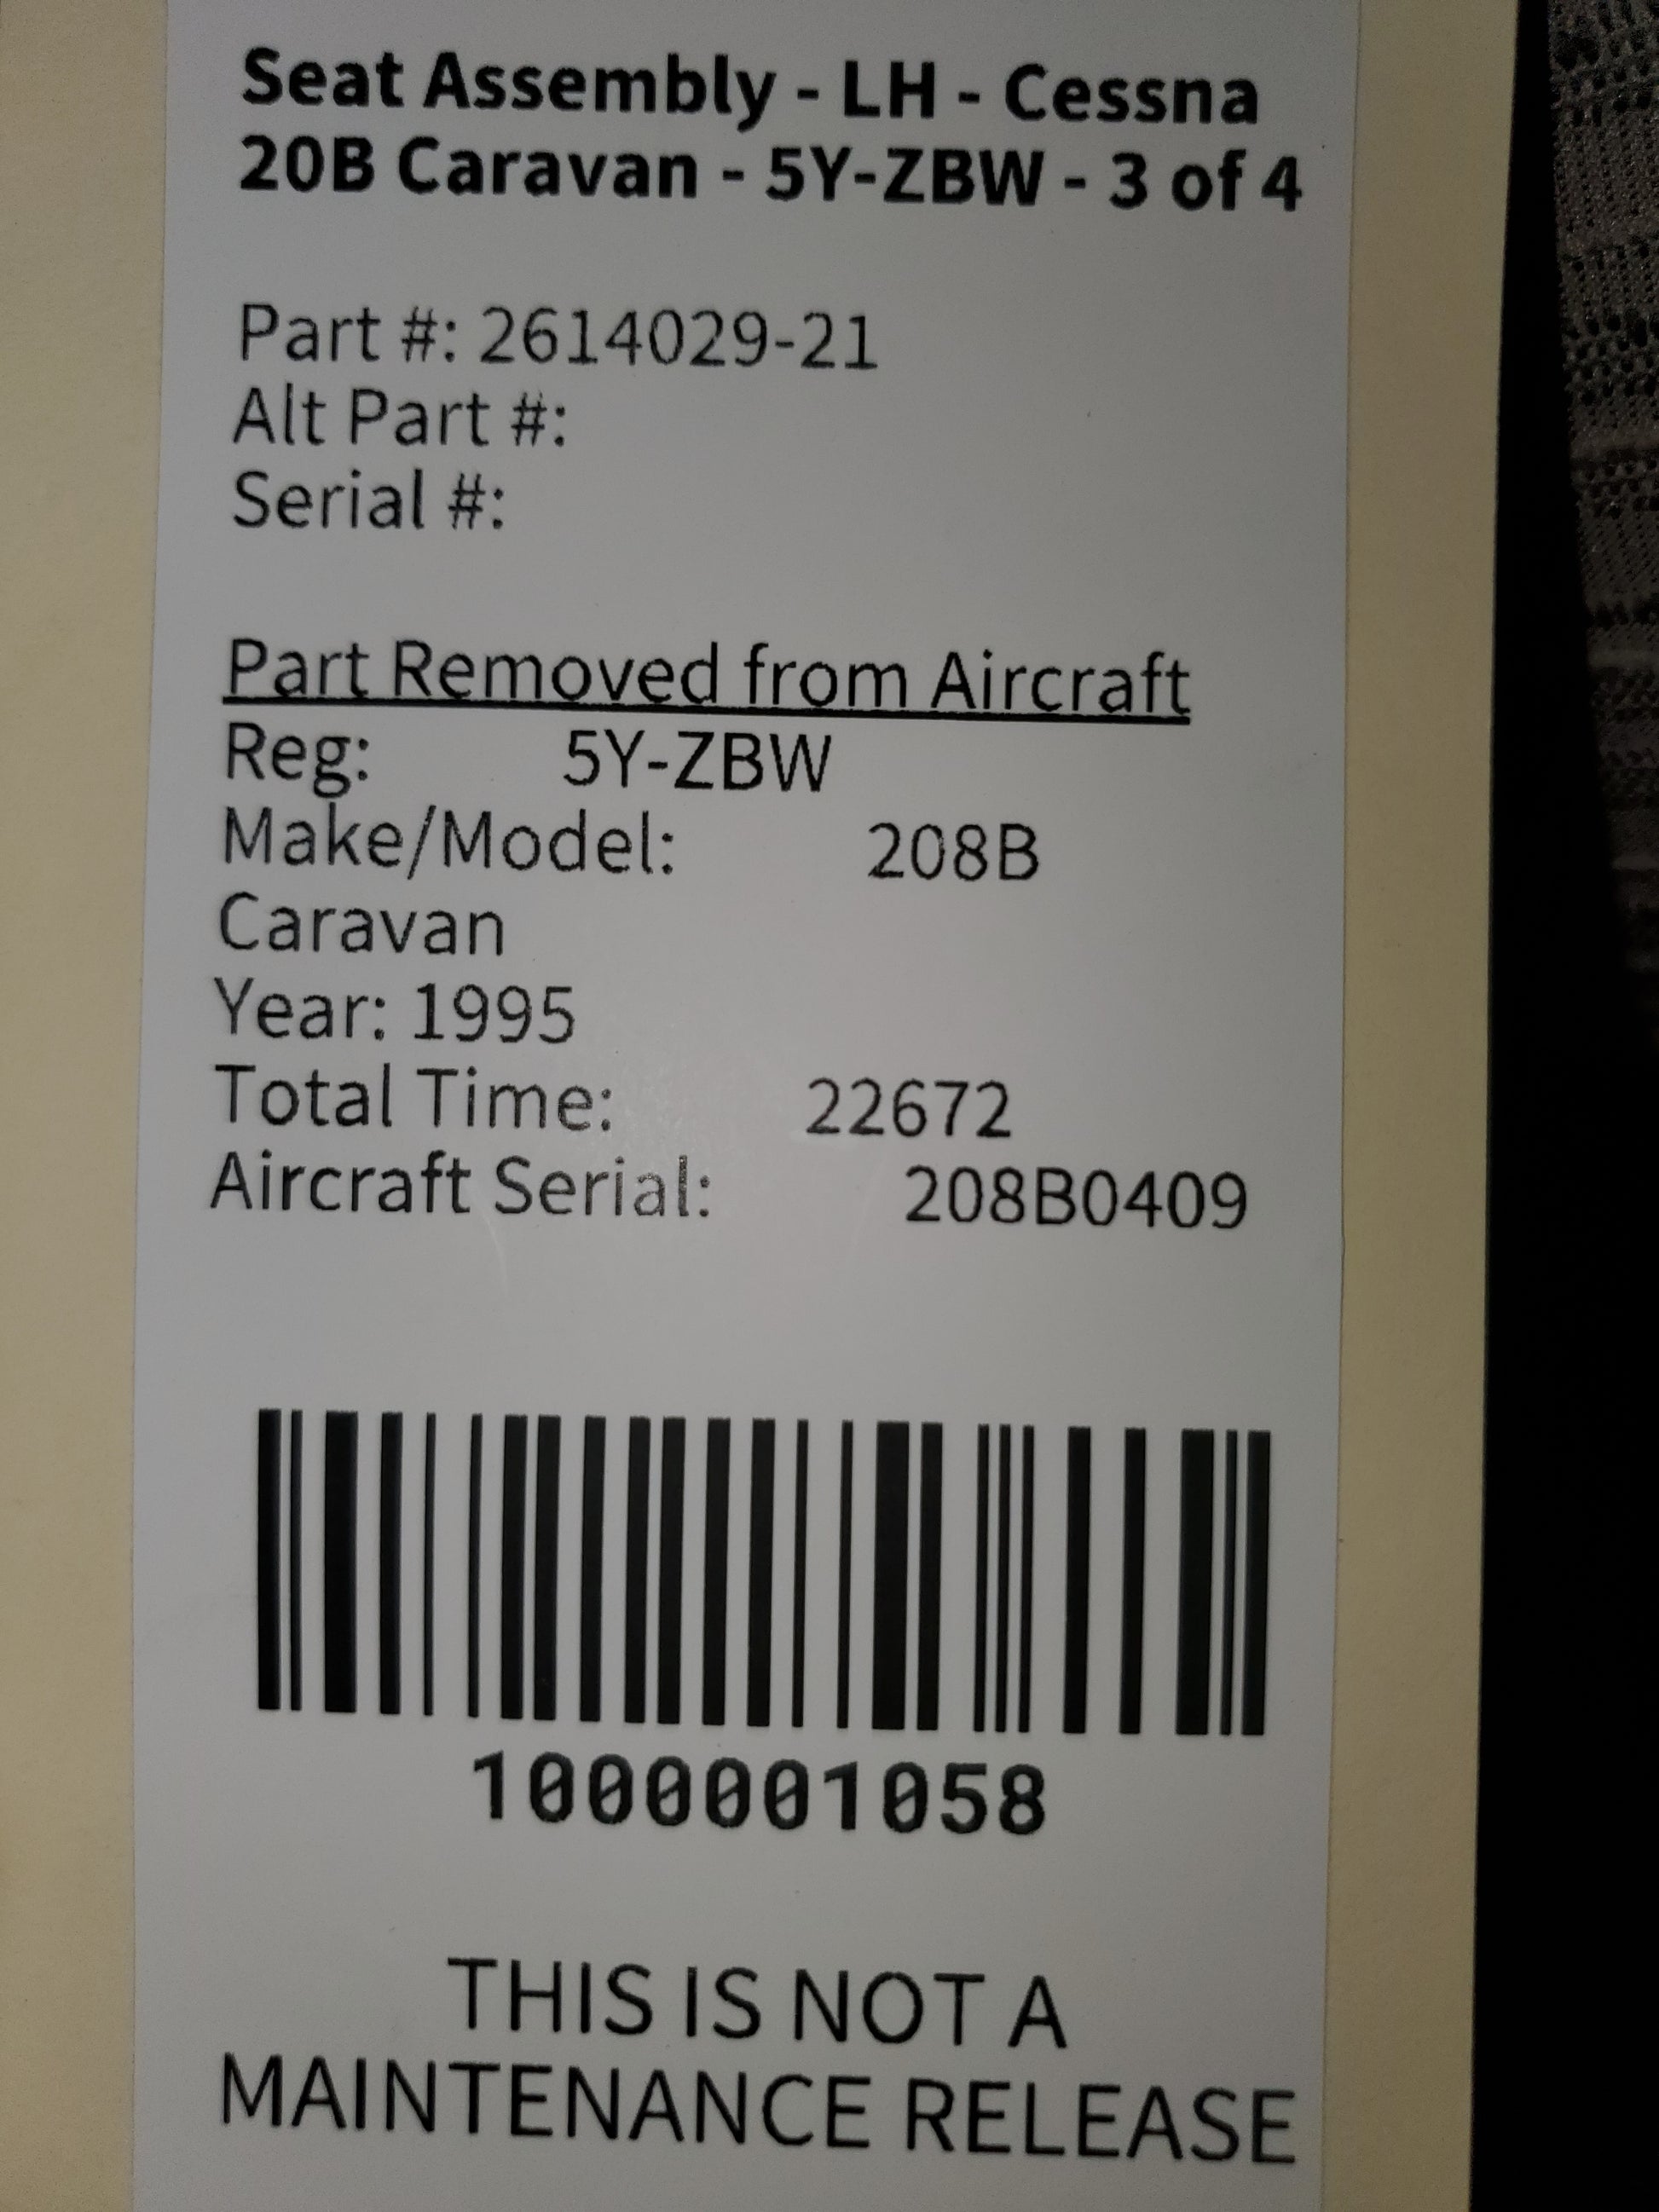 Seat Assembly - LH - Cessna
20B Caravan - 5Y-ZBW - 3 of 4
Part #: 2614029-21
Alt Part #:
Serial #:
Part Removed from Aircraft
Reg: 5Y-ZBW
Make/Model: 208B
Caravan
Year: 1995
Total Time: 22672
Aircraft Serial: 208B0409
1000001058
THIS IS NOT A
MAINTENANCE RELEASE